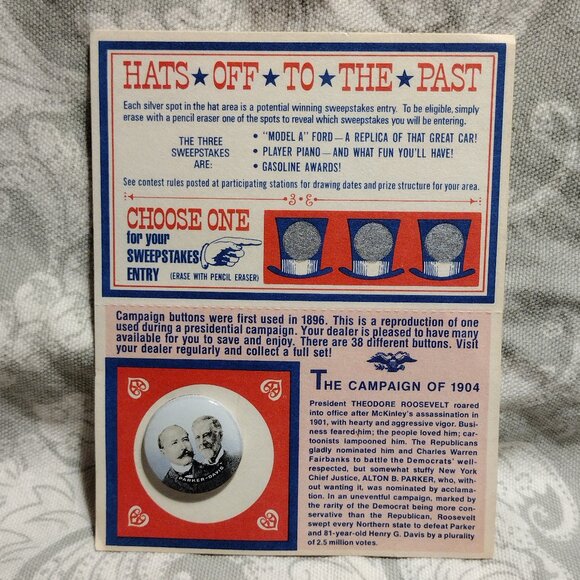 HATS★OFF★TO★THE★PAST
Each silver spot in the hat area is a potential winning sweepstakes entry. To be eligible, simply
erase with a pencil eraser one of the spots to reveal which sweepstakes you will be entering.
THE THREE
SWEEPSTAKES
ARE:
• "MODEL A" FORD — A REPLICA OF THAT GREAT CAR!
• PLAYER PIANO — AND WHAT FUN YOU'LL HAVE!
• GASOLINE AWARDS!
See contest rules posted at participating stations for drawing dates and prize structure for your area.
CHOOSE ONE
for your
SWEEPSTAKES
ENTRY
(ERASE WITH PENCIL ERASER)
Campaign buttons were first used in 1896. This is a reproduction of one
used during a presidential campaign. Your dealer is pleased to have many
available for you to save and enjoy. There are 38 different buttons. Visit
your dealer regularly and collect a full set!
THE CAMPAIGN OF 1904
President THEODORE ROOSEVELT roared
into office after McKinley's assassination in
1901, with hearty and aggressive vigor. Busi-
ness feared him; the people loved him; car-
toonists lampooned him. The Republicans
gladly nominated him and Charles Warren
Fairbanks to battle the Democrats' well-
respected, but somewhat stuffy New York
Chief Justice, ALTON B. PARKER, who, with-
out wanting it, was nominated by acclama-
tion. In an uneventful campaign, marked by
the rarity of the Democrat being more con-
servative than the Republican, Roosevelt
swept every Northern state to defeat Parker
and 81-year-old Henry G. Davis by a plurality
of 2.5 million votes.
PARKER-DAVIS